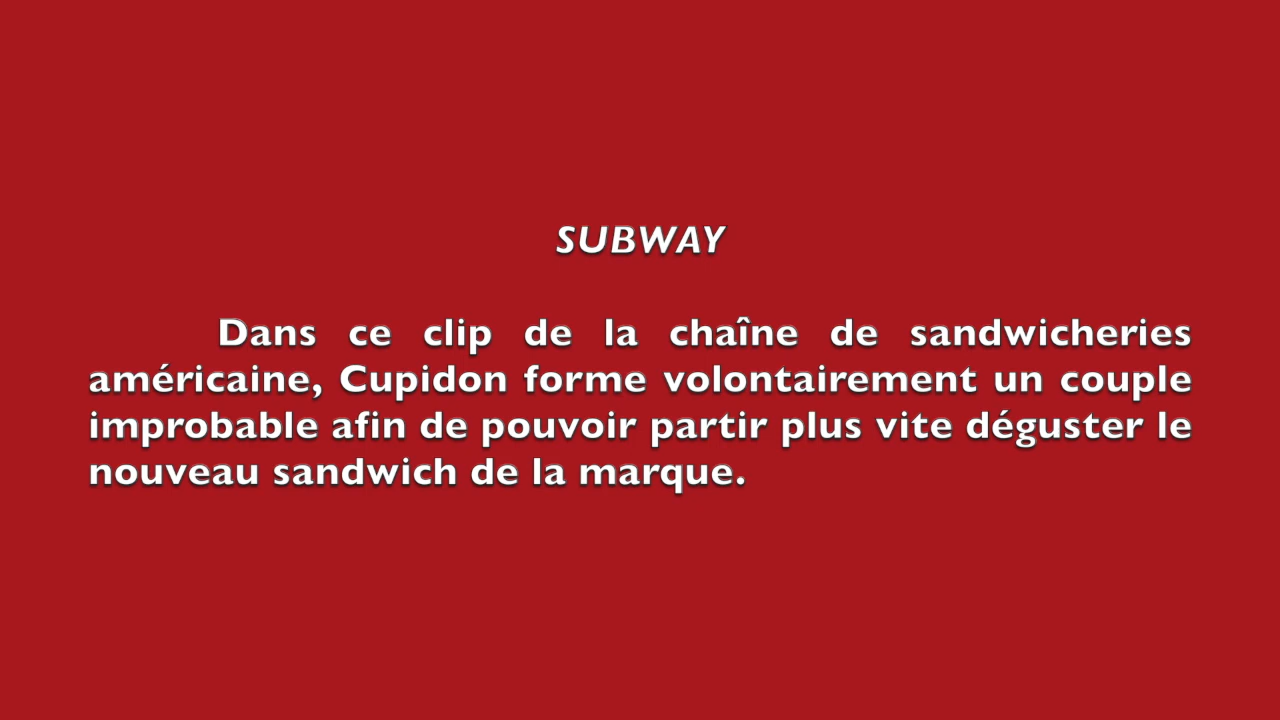 SUBWAY
Dans ce clip de la chaîne de sandwicheries
américaine, Cupidon forme volontairement un couple
improbable afin de pouvoir partir plus vite déguster le
nouveau sandwich de la marque.